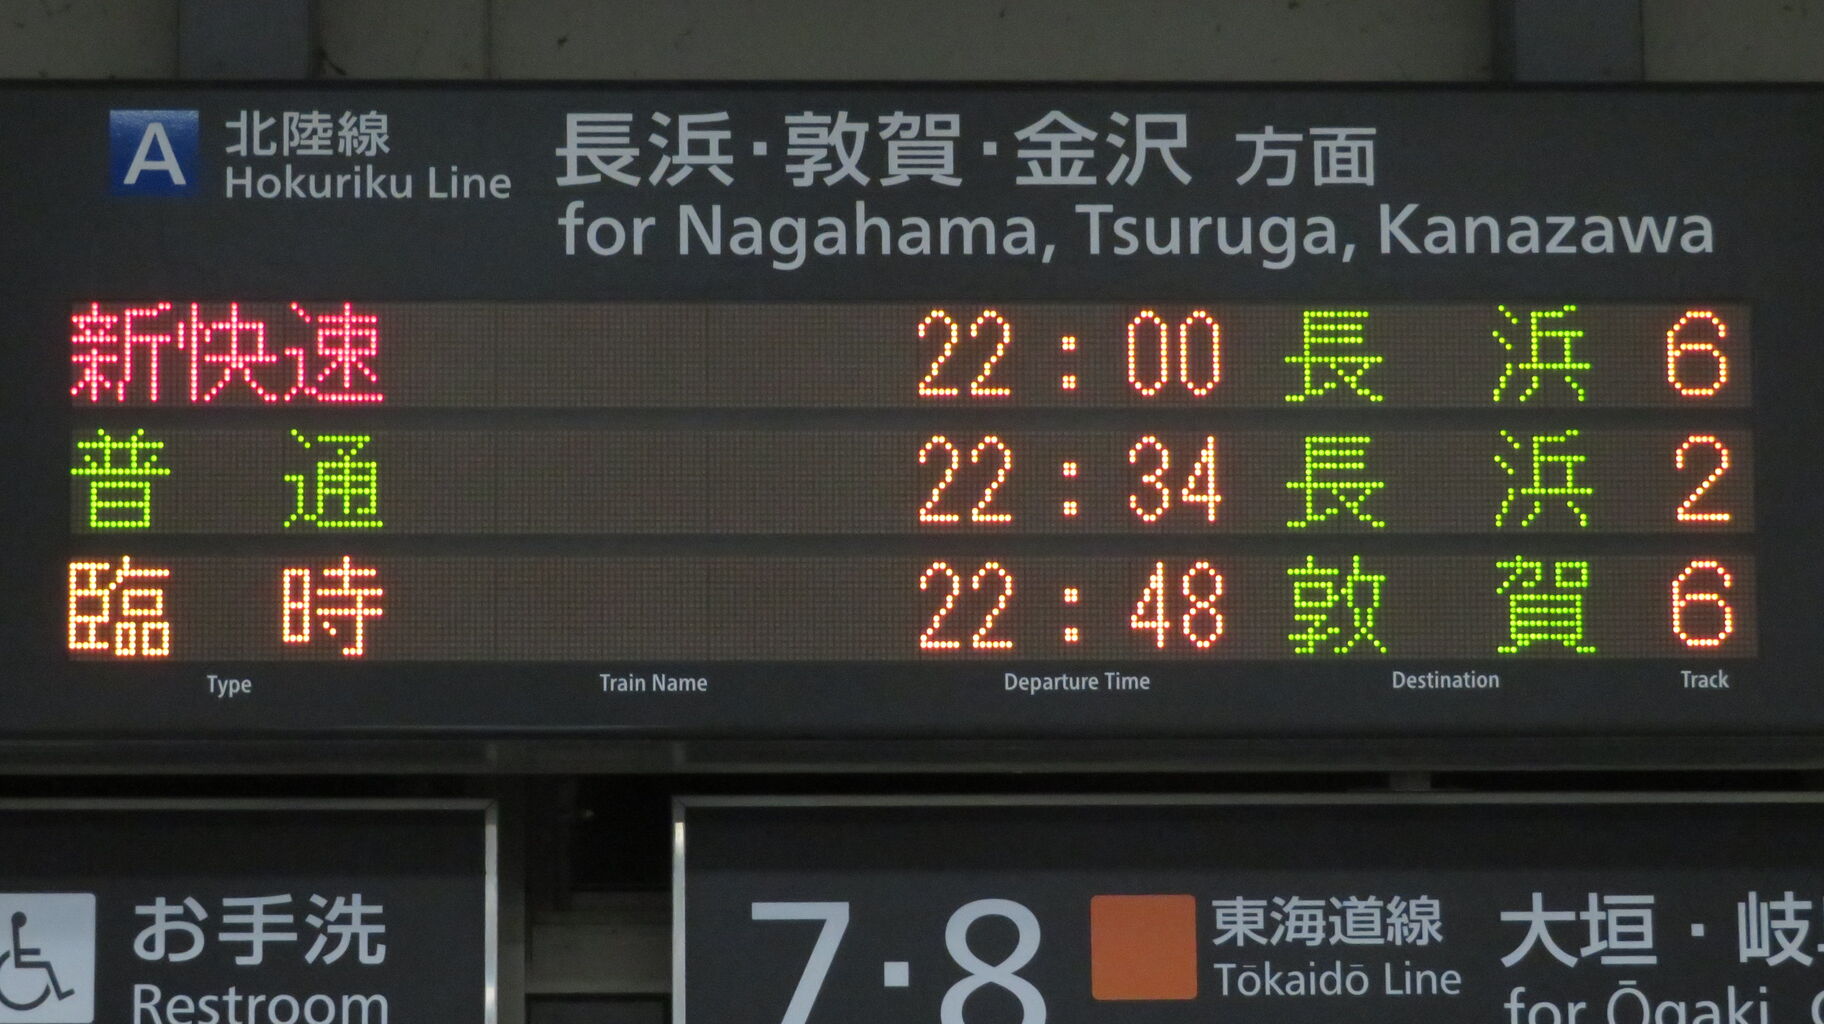 A 北陸線 長浜・敦賀・金沢 方面
Hokuriku Line for Nagahama, Tsuruga, Kanazawa
新快速 22:00 長浜 6
普通 22:34 長浜 2
臨時 22:48 敦賀 6
Type Train Name Departure Time Destination Track
お手洗
Restroom
7・8 東海道線 大垣・岐
Tōkaidō Line for Ōgaki,